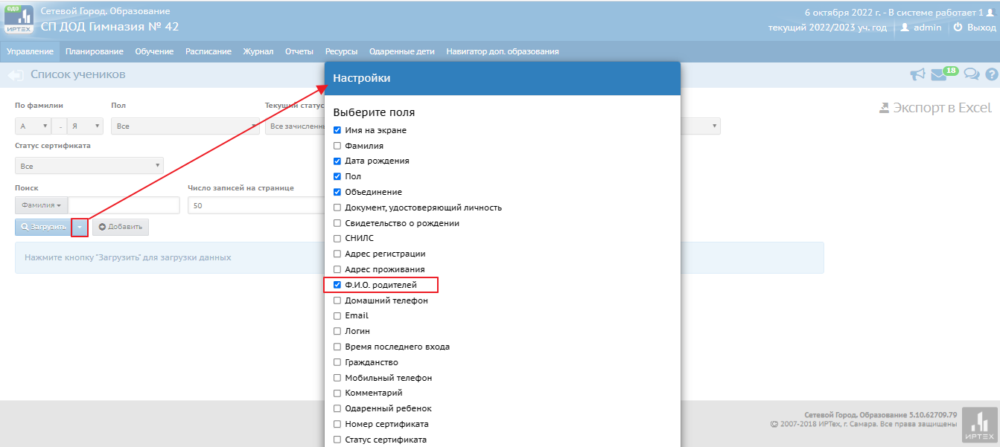 ОДО
ИРТЕХ
Сетевой Город. Образование
СП ДОД Гимназия № 42
6 октября 2022 г. - В системе работает 1
текущий 2022/2023 уч. год
admin
Выход
Управление Планирование Обучение Расписание Журнал Отчеты Ресурсы Одаренные дети Навигатор доп. образования
Список учеников
18
?
Экспорт в Excel
По фамилии
Пол
Текущий статус
А - Я
Все
Все зачисленн
Статус сертификата
Все
Поиск
Число записей на странице
Фамилия
50
Загрузить
Добавить
Нажмите кнопку "Загрузить" для загрузки данных
Настройки
Выберите поля
Имя на экране
Фамилия
Дата рождения
Пол
Объединение
Документ, удостоверяющий личность
Свидетельство о рождении
СНИЛС
Адрес регистрации
Адрес проживания
Ф.И.О. родителей
Домашний телефон
Email
Логин
Время последнего входа
Гражданство
Мобильный телефон
Комментарий
Одаренный ребенок
Номер сертификата
Статус сертификата
Сетевой Город. Образование 5.10.62709.79
© 2007-2018 ИРТех, г. Самара. Все права защищены
ИРТЕХ